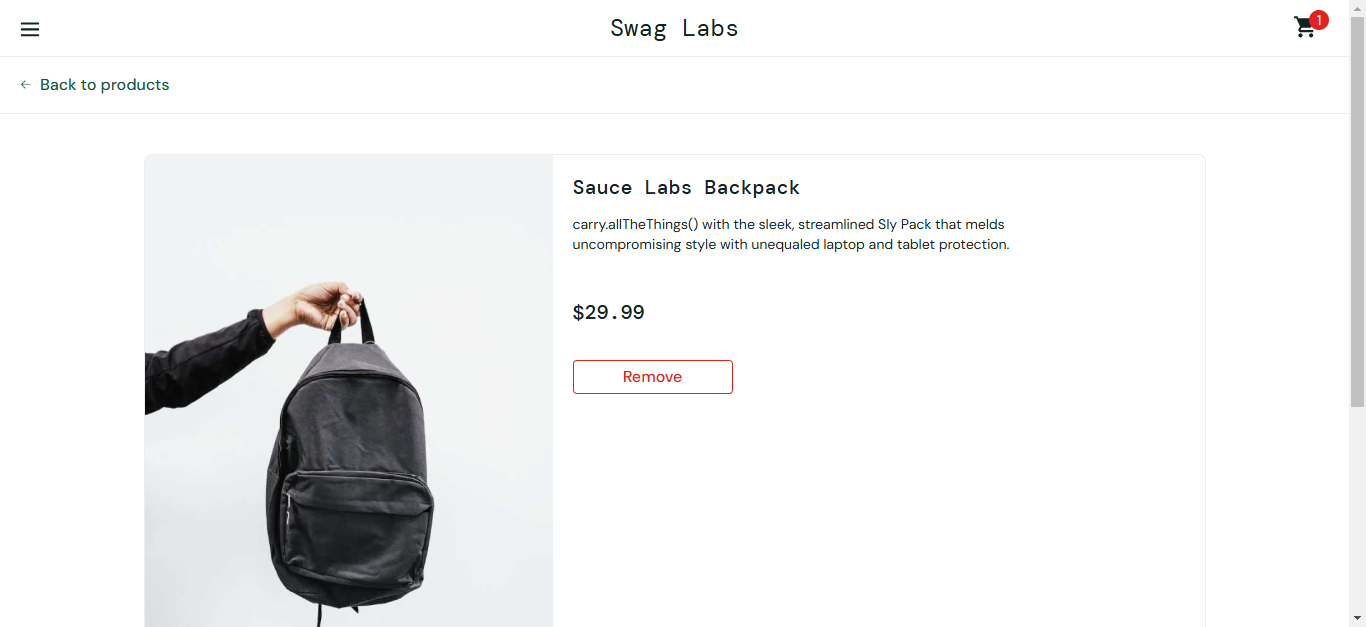 Swag Labs
1
Back to products
Sauce Labs Backpack
carry.allTheThings() with the sleek, streamlined Sly Pack that melds
uncompromising style with unequaled laptop and tablet protection.
$29.99
Remove